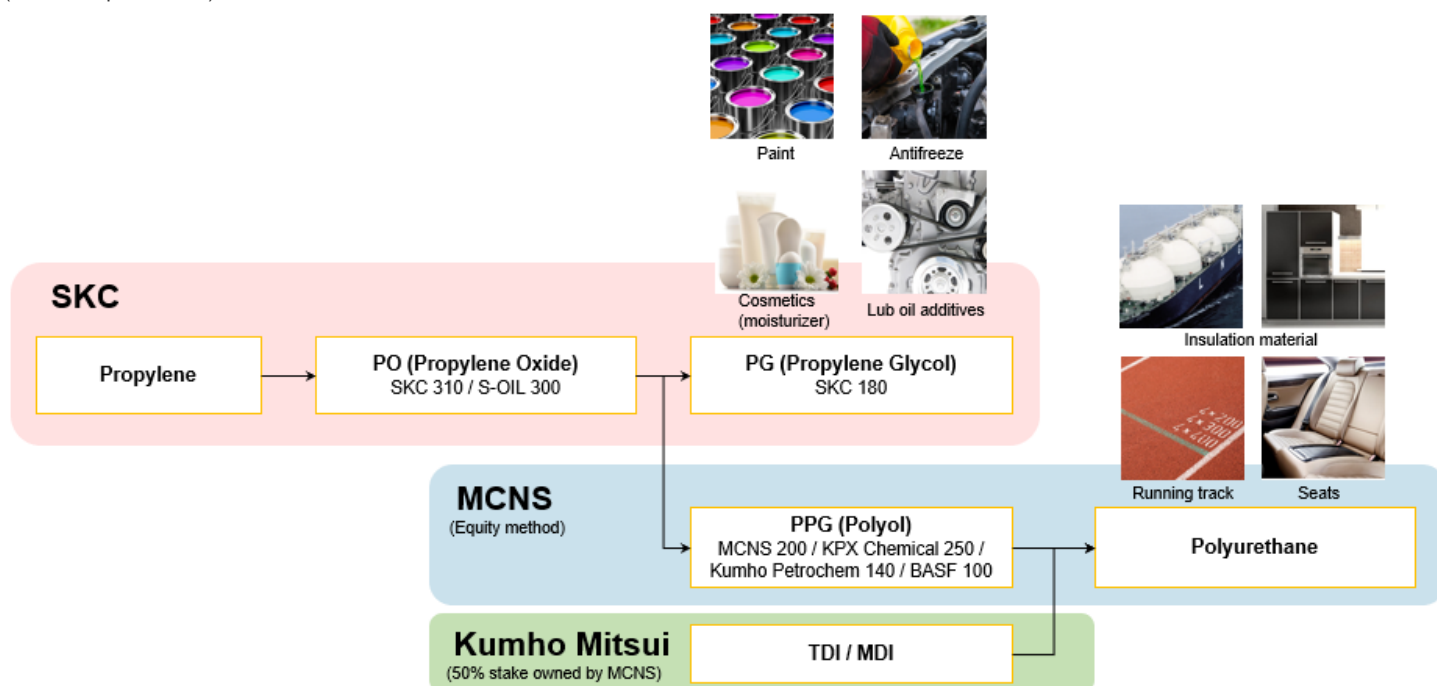 Paint
Antifreeze
Cosmetics
(moisturizer)
Lub oil additives
SKC
Propylene
PO (Propylene Oxide)
SKC 310 / S-OIL 300
PG (Propylene Glycol)
SKC 180
Insulation material
Running track
Seats
MCNS
(Equity method)
PPG (Polyol)
MCNS 200 / KPX Chemical 250 /
Kumho Petrochem 140 / BASF 100
Polyurethane
Kumho Mitsui
(50% stake owned by MCNS)
TDI / MDI